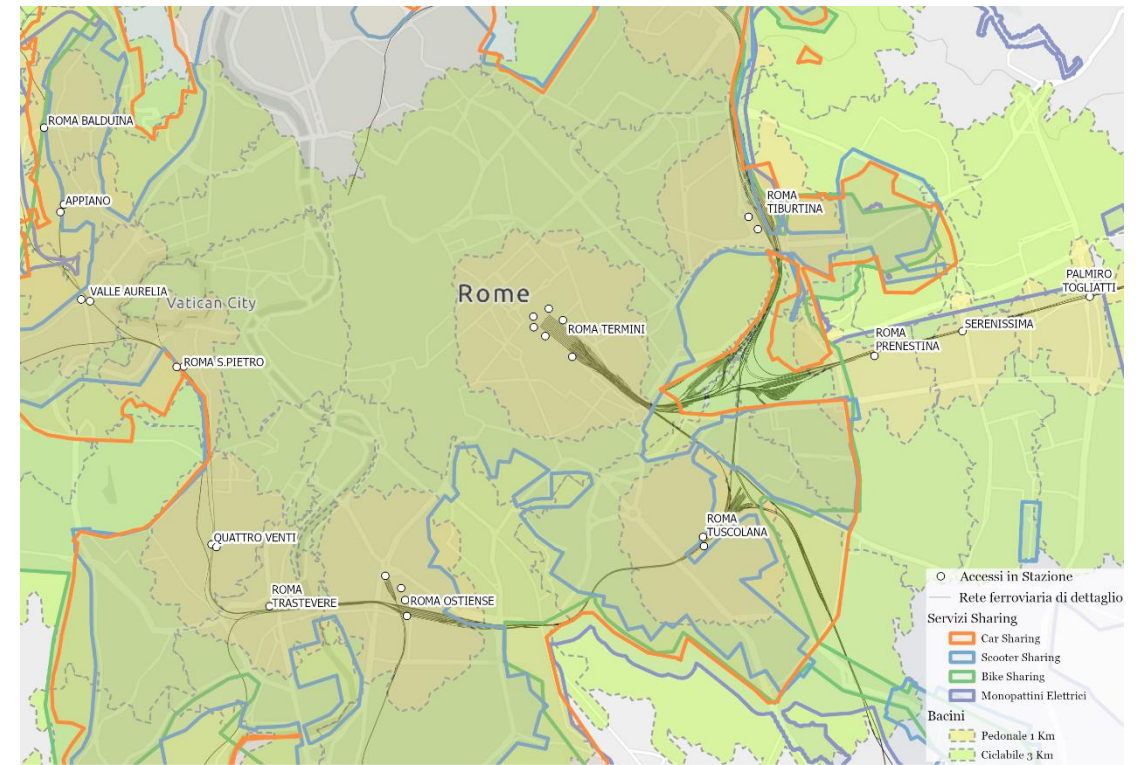 ROMA BALDUINA
APPIANO
VALLE AURELIA
Vatican City
ROMA S.PIETRO
Rome
ROMA TERMINI
ROMA
TIBURTINA
PALMIRO
TOGLIATTI
SERENISSIMA
ROMA
PRENESTINA
QUATTRO VENTI
ROMA
TRASTEVERE
ROMA OSTIENSE
ROMA
TUSCOLANA
Accessi in Stazione
Rete ferroviaria di dettaglio
Servizi Sharing
Car Sharing
Scooter Sharing
Bike Sharing
Monopattini Elettrici
Bacini
Pedonale 1 Km
Ciclabile 3 Km